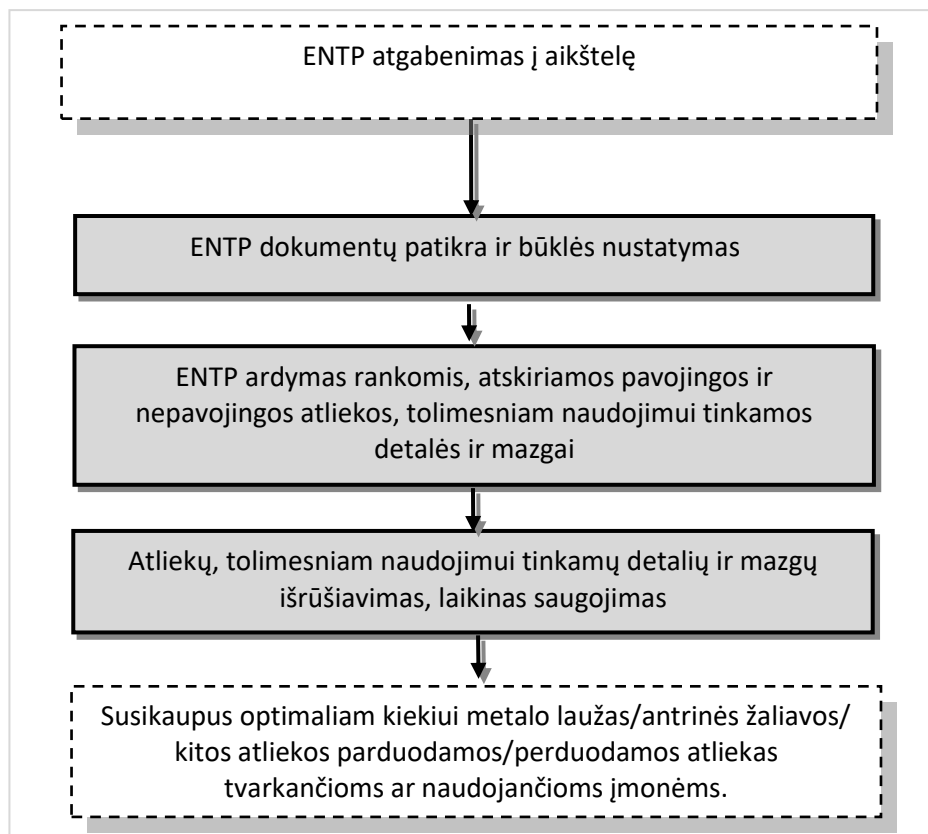 ENTP atgabenimas į aikštelę
ENTP dokumentų patikra ir būklės nustatymas
ENTP ardymas rankomis, atskiriamos pavojingos ir
nepavojingos atliekos, tolimesniam naudojimui tinkamos
detalės ir mazgai
Atliekų, tolimesniam naudojimui tinkamų detalių ir mazgų
išrūšiavimas, laikinas saugojimas
Susikaupus optimaliam kiekiui metalo laužas/antrinės žaliavos/
kitos atliekos parduodamos/perduodamos atliekas
tvarkančioms ar naudojančioms įmonėms.